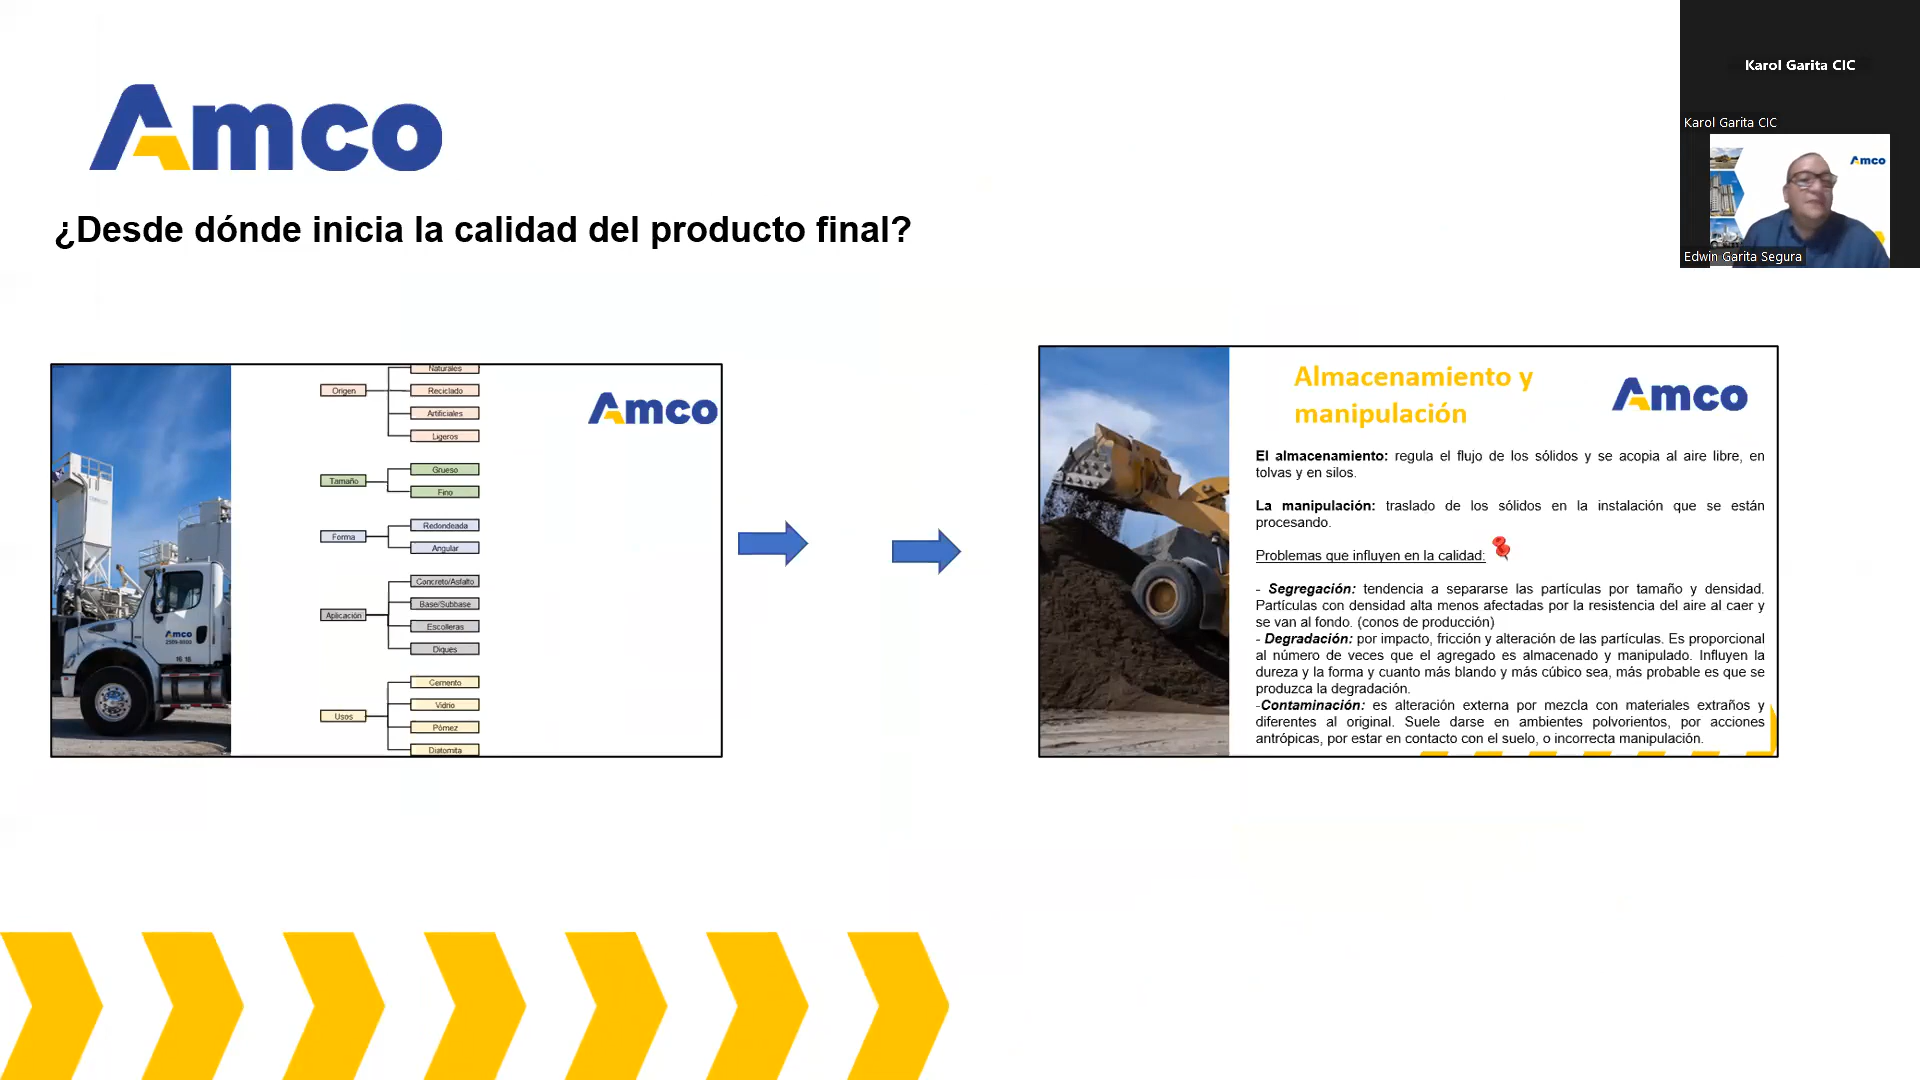 Amco
¿Desde dónde inicia la calidad del producto final?
Karol Garita CIC
Karol Garita CIC
Amco
Edwin Garita Segura
Amco
Origen
Naturales
Reciclado
Artificiales
Ligeros
Tamaño
Grueso
Fino
Forma
Redondeada
Angular
Aplicación
Concreto/Asfalto
Base/Subbase
Escolleras
Diques
Usos
Cemento
Vidrio
Pómez
Diatomita
Amco
Almacenamiento y
manipulación
Amco
El almacenamiento: regula el flujo de los sólidos y se acopia al aire libre, en
tolvas y en silos.
La manipulación: traslado de los sólidos en la instalación que se están
procesando.
Problemas que influyen en la calidad:
- Segregación: tendencia a separarse las partículas por tamaño y densidad.
Partículas con densidad alta menos afectadas por la resistencia del aire al caer y
se van al fondo. (conos de producción)
- Degradación: por impacto, fricción y alteración de las partículas. Es proporcional
al número de veces que el agregado es almacenado y manipulado. Influyen la
dureza y la forma y cuanto más blando y más cúbico sea, más probable es que se
produzca la degradación.
-Contaminación: es alteración externa por mezcla con materiales extraños y
diferentes al original. Suele darse en ambientes polvorientos, por acciones
antrópicas, por estar en contacto con el suelo, o incorrecta manipulación.